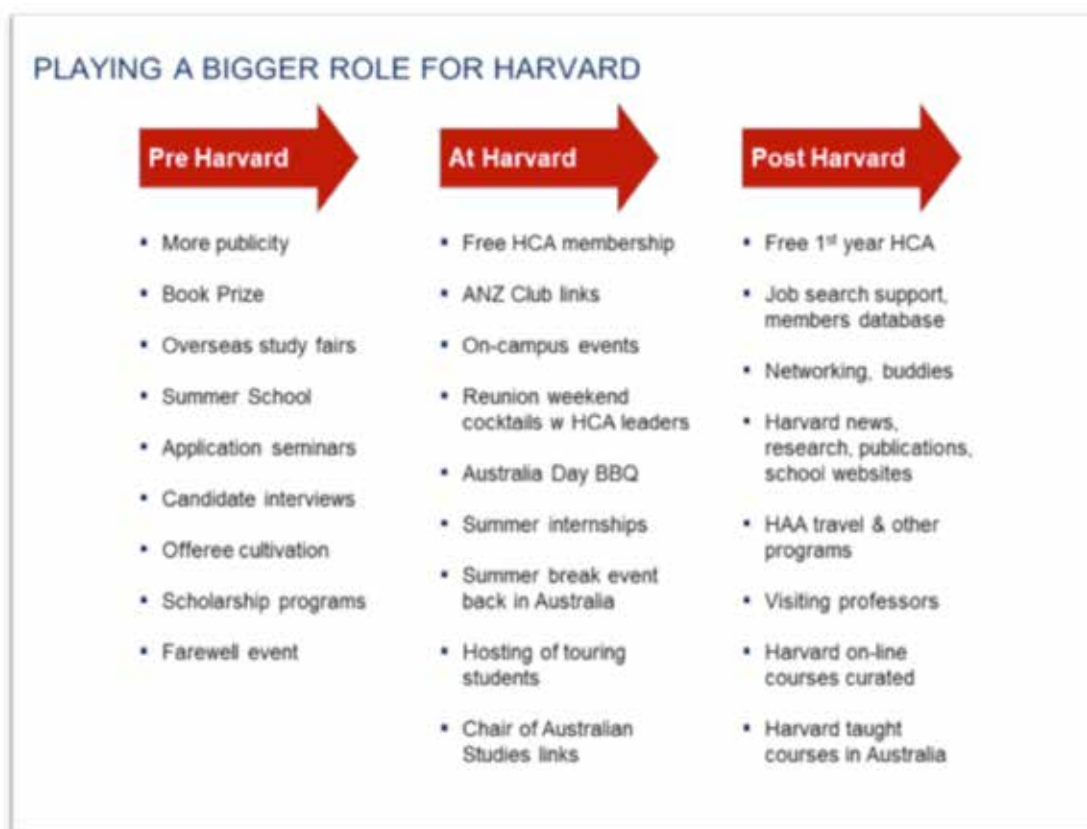 PLAYING A BIGGER ROLE FOR HARVARD
Pre Harvard
▪ More publicity
▪ Book Prize
▪ Overseas study fairs
▪ Summer School
▪ Application seminars
▪ Candidate interviews
▪ Offeree cultivation
▪ Scholarship programs
▪ Farewell event
At Harvard
▪ Free HCA membership
▪ ANZ Club links
▪ On-campus events
▪ Reunion weekend
cocktails w HCA leaders
▪ Australia Day BBQ
▪ Summer internships
▪ Summer break event
back in Australia
▪ Hosting of touring
students
▪ Chair of Australian
Studies links
Post Harvard
▪ Free 1st year HCA
▪ Job search support,
members database
▪ Networking, buddies
▪ Harvard news,
research, publications,
school websites
▪ HAA travel & other
programs
▪ Visiting professors
▪ Harvard on-line
courses curated
▪ Harvard taught
courses in Australia